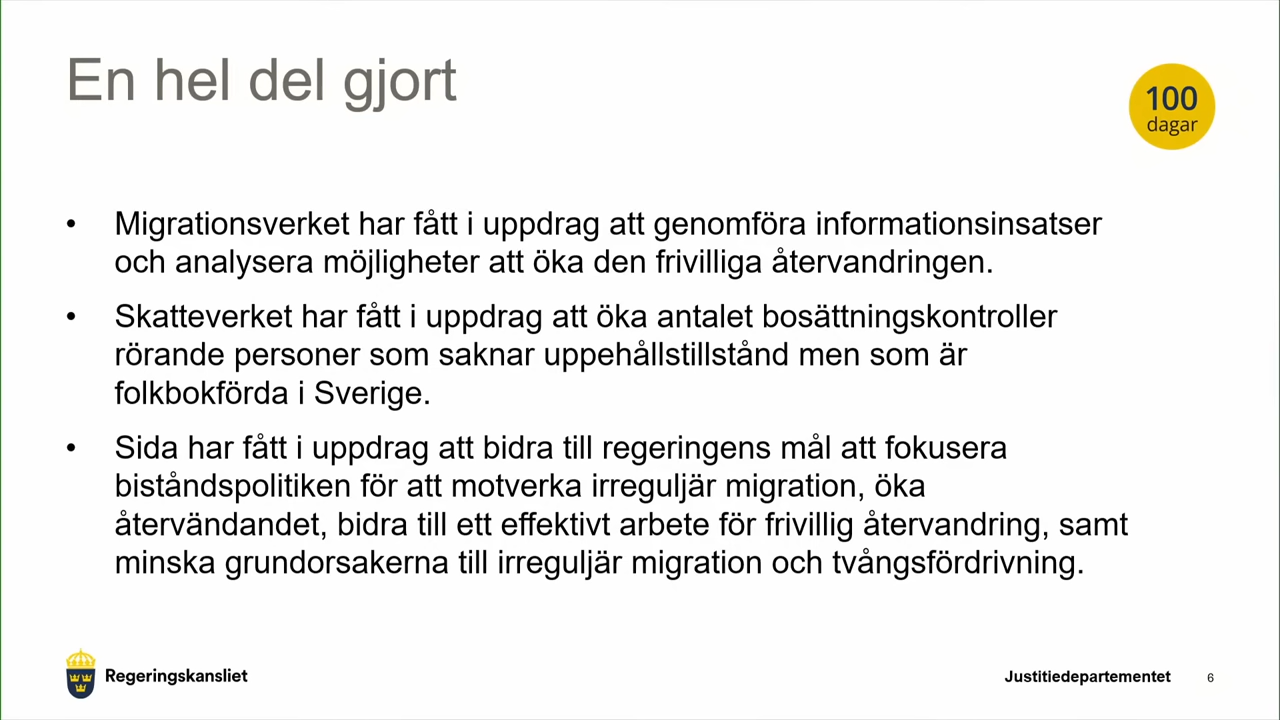 En hel del gjort
100
dagar
• Migrationsverket har fått i uppdrag att genomföra informationsinsatser
och analysera möjligheter att öka den frivilliga återvandringen.
• Skatteverket har fått i uppdrag att öka antalet bosättningskontroller
rörande personer som saknar uppehållstillstånd men som är
folkbokförda i Sverige.
• Sida har fått i uppdrag att bidra till regeringens mål att fokusera
biståndspolitiken för att motverka irreguljär migration, öka
återvändandet, bidra till ett effektivt arbete för frivillig återvandring, samt
minska grundorsakerna till irreguljär migration och tvångsfördrivning.
Regeringskansliet
Justitiedepartementet 6